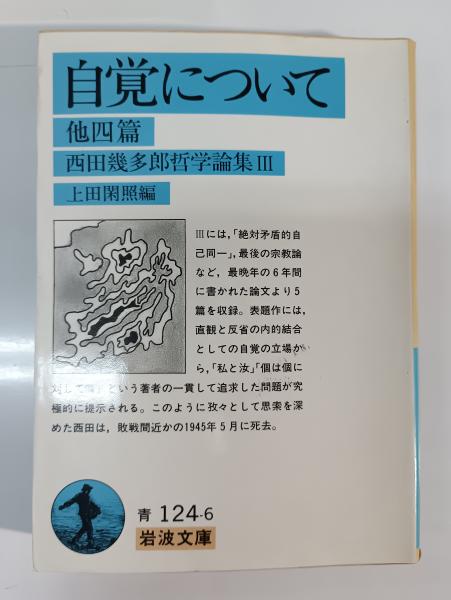 自覚について
他四篇
西田幾多郎哲学論集Ⅲ
上田閑照編
Ⅲには,「絶対矛盾的自
己同一」, 最後の宗教論
など, 最晩年の6年間
に書かれた論文より5
篇を収録。表題作には,
直観と反省の内的結合
としての自覚の立場か
ら,「私と汝」「個は個に
対して個」という著者の一貫して追求した問題が究
極的に提示される。このように孜々として思索を深
めた西田は, 敗戦間近かの1945年5月に死去。
青 124-6
岩波文庫